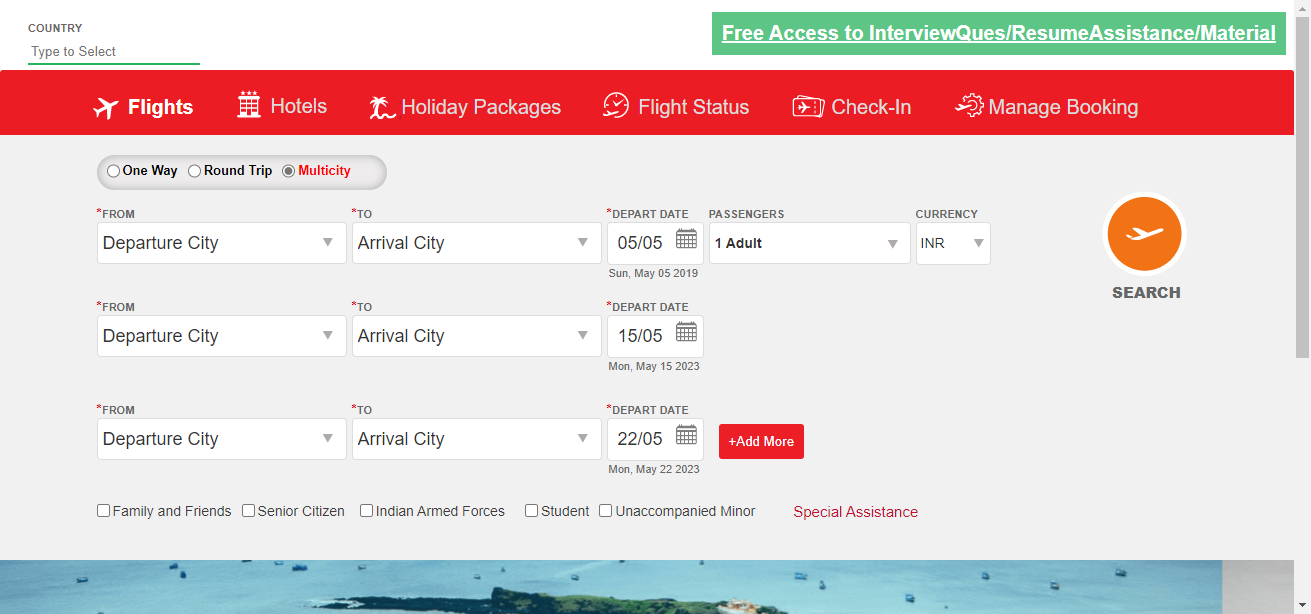 COUNTRY
Type to Select
Free Access to InterviewQues/ResumeAssistance/Material
Flights Hotels Holiday Packages Flight Status Check-In Manage Booking
One Way Round Trip Multicity
*FROM *TO *DEPART DATE PASSENGERS CURRENCY
Departure City Arrival City 05/05 1 Adult INR
Sun, May 05 2019
SEARCH
*FROM *TO *DEPART DATE
Departure City Arrival City 15/05
Mon, May 15 2023
*FROM *TO *DEPART DATE
Departure City Arrival City 22/05 +Add More
Mon, May 22 2023
Family and Friends Senior Citizen Indian Armed Forces Student Unaccompanied Minor Special Assistance